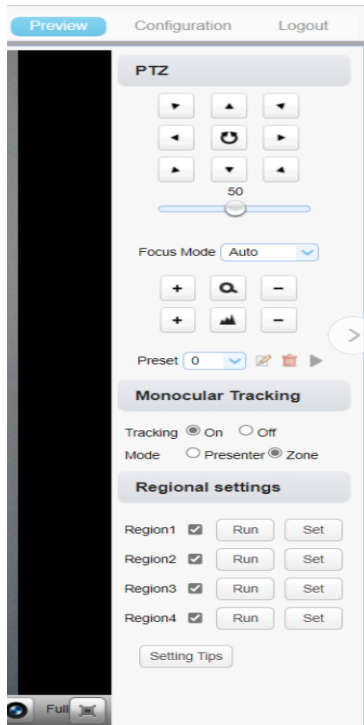 Preview Configuration Logout
PTZ
50
Focus Mode Auto
+ −
+ −
Preset 0
Monocular Tracking
Tracking On Off
Mode Presenter Zone
Regional settings
Region1 Run Set
Region2 Run Set
Region3 Run Set
Region4 Run Set
Setting Tips
Full